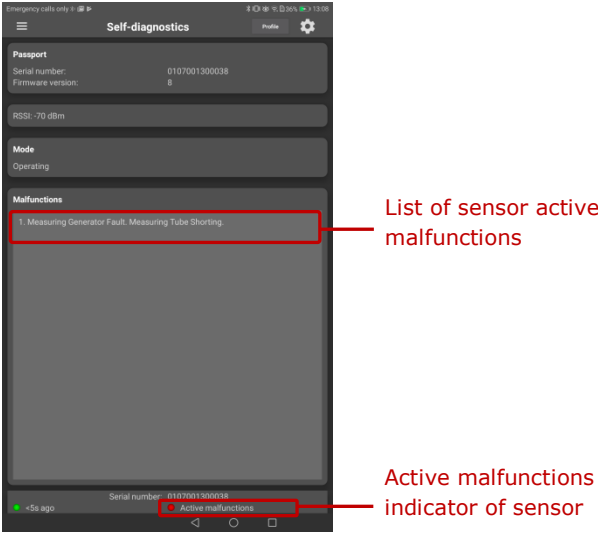 Emergency calls only
36% 13:08
Self-diagnostics
Profile
Passport
Serial number: 0107001300038
Firmware version: 8
RSSI: -70 dBm
Mode
Operating
Malfunctions
1. Measuring Generator Fault. Measuring Tube Shorting.
List of sensor active
malfunctions
Serial number: 0107001300038
<5s ago
Active malfunctions
Active malfunctions
indicator of sensor